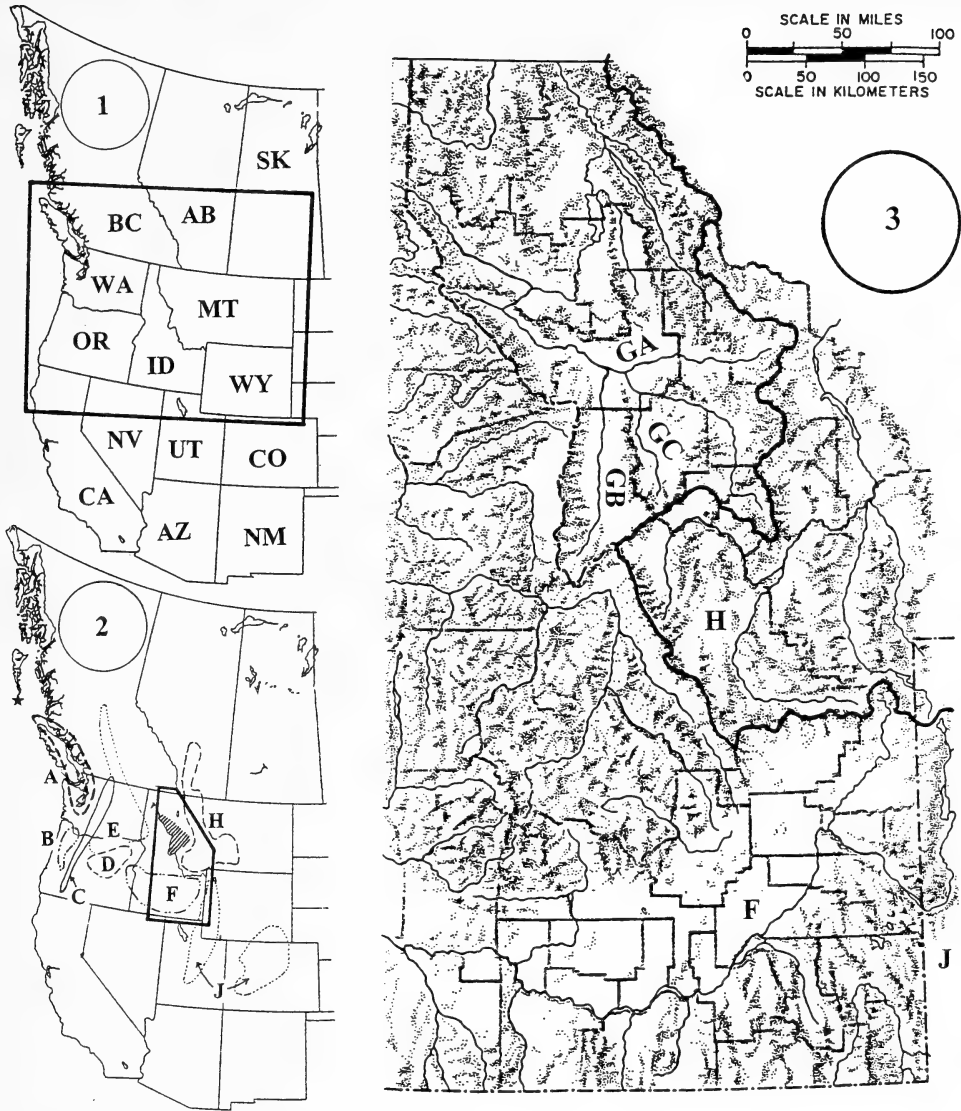 1
SK
BC
AB
WA
MT
OR
ID
WY
NV
UT
CO
CA
AZ
NM
2
A
B
E
H
D
C
F
J
SCALE IN MILES
0 50 100
0 50 100 150
SCALE IN KILOMETERS
3
GA
GC
GB
H
F
J